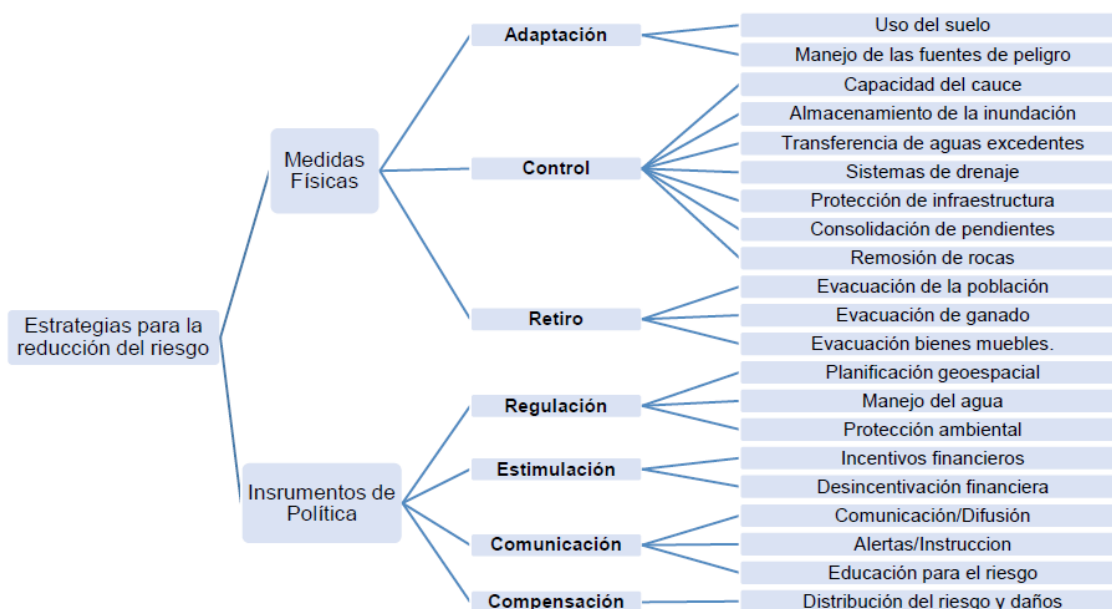 Estrategias para la
reducción del riesgo
Medidas
Físicas
Adaptación
Uso del suelo
Manejo de las fuentes de peligro
Control
Capacidad del cauce
Almacenamiento de la inundación
Transferencia de aguas excedentes
Sistemas de drenaje
Protección de infraestructura
Consolidación de pendientes
Remosión de rocas
Retiro
Evacuación de la población
Evacuación de ganado
Evacuación bienes muebles.
Insrumentos de
Política
Regulación
Planificación geoespacial
Manejo del agua
Protección ambiental
Estimulación
Incentivos financieros
Desincentivación financiera
Comunicación
Comunicación/Difusión
Alertas/Instruccion
Educación para el riesgo
Compensación
Distribución del riesgo y daños